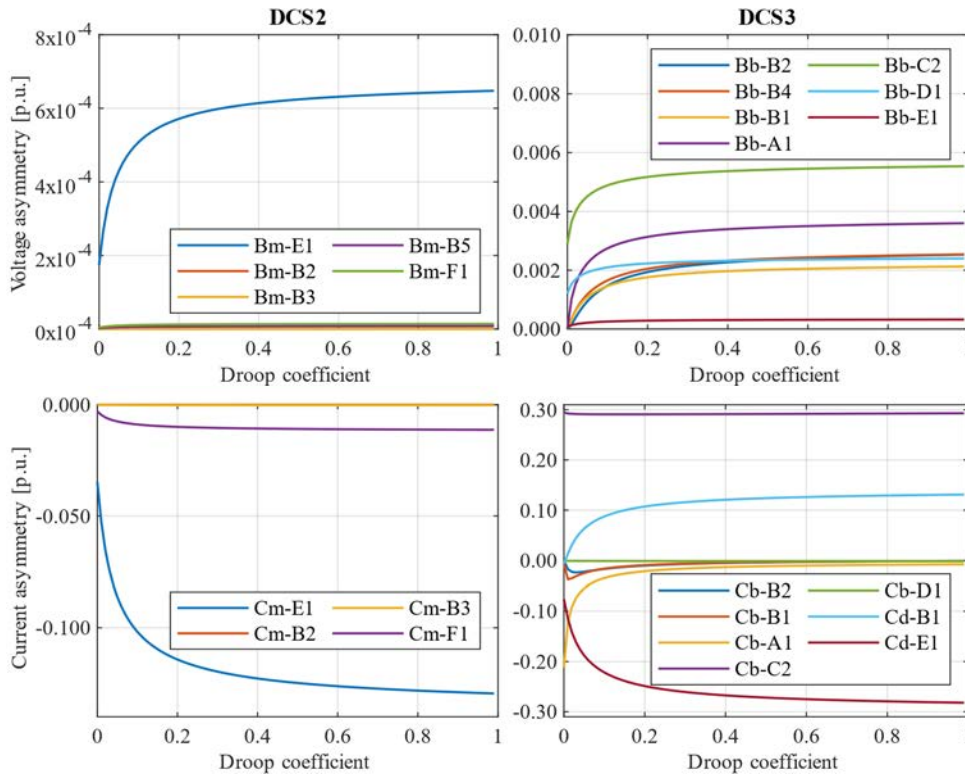 DCS2
DCS3
Voltage asymmetry [p.u.]
8x10-4
6x10-4
4x10-4
2x10-4
0x10-4
Bm-E1
Bm-B5
Bm-B2
Bm-F1
Bm-B3
0
0.2
0.4
0.6
0.8
1
Droop coefficient
0.010
0.008
0.006
0.004
0.002
0.000
Bb-B2
Bb-C2
Bb-B4
Bb-D1
Bb-B1
Bb-E1
Bb-A1
0
0.2
0.4
0.6
0.8
Droop coefficient
Current asymmetry [p.u.]
0.000
-0.050
-0.100
Cm-E1
Cm-B3
Cm-B2
Cm-F1
0
0.2
0.4
0.6
0.8
1
Droop coefficient
0.30
0.20
0.10
0.00
-0.10
-0.20
-0.30
Cb-B2
Cb-D1
Cb-B1
Cd-B1
Cb-A1
Cd-E1
Cb-C2
0
0.2
0.4
0.6
0.8
Droop coefficient